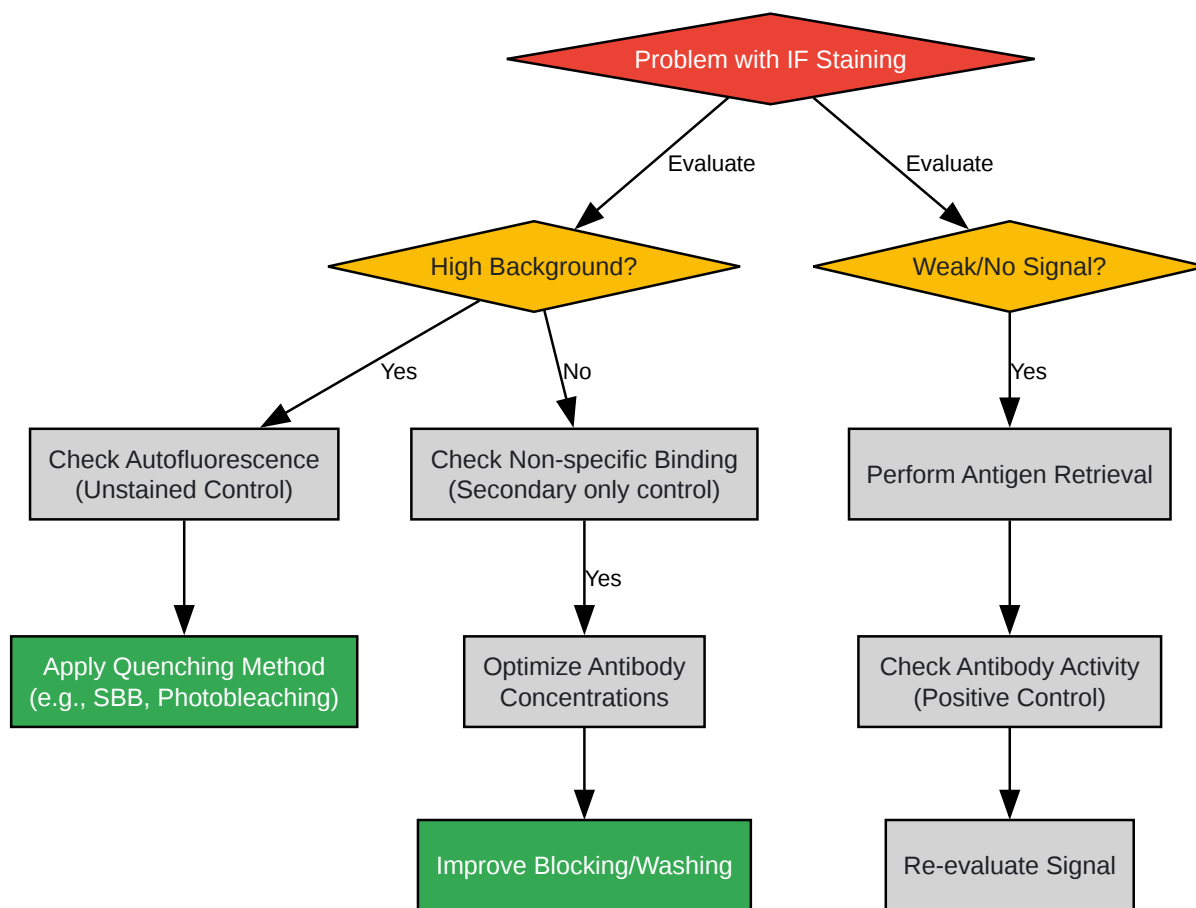 Problem with IF Staining
Evaluate
Evaluate
High Background?
Weak/No Signal?
Yes
No
Yes
Check Autofluorescence
(Unstained Control)
Check Non-specific Binding
(Secondary only control)
Perform Antigen Retrieval
Yes
Apply Quenching Method
(e.g., SBB, Photobleaching)
Optimize Antibody
Concentrations
Check Antibody Activity
(Positive Control)
Improve Blocking/Washing
Re-evaluate Signal